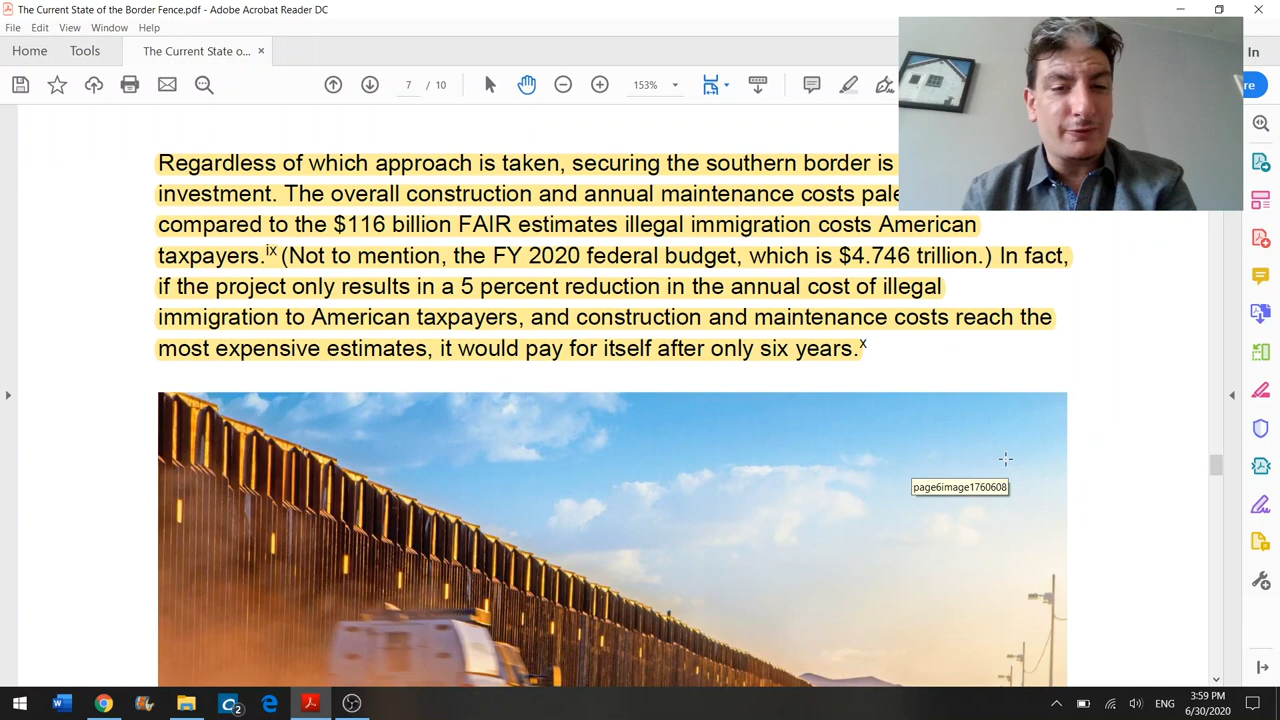 The Current State of the Border Fence.pdf - Adobe Acrobat Reader DC
File Edit View Window Help
Home Tools The Current State o... × In
7 / 10 153% re
Regardless of which approach is taken, securing the southern border is
investment. The overall construction and annual maintenance costs pale
compared to the $116 billion FAIR estimates illegal immigration costs American
taxpayers.ix (Not to mention, the FY 2020 federal budget, which is $4.746 trillion.) In fact,
if the project only results in a 5 percent reduction in the annual cost of illegal
immigration to American taxpayers, and construction and maintenance costs reach the
most expensive estimates, it would pay for itself after only six years.x
page6image1760608
ENG
3:59 PM
6/30/2020